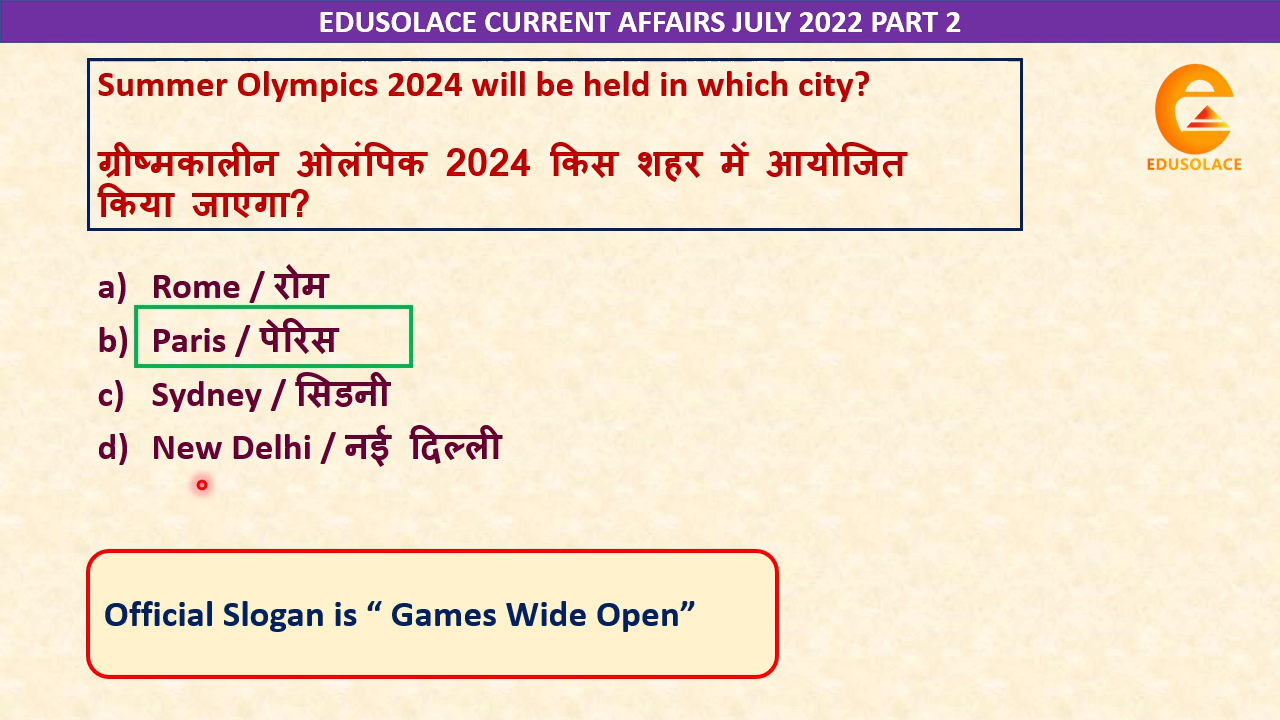 EDUSOLACE CURRENT AFFAIRS JULY 2022 PART 2
Summer Olympics 2024 will be held in which city?
ग्रीष्मकालीन ओलंपिक 2024 किस शहर में आयोजित
किया जाएगा?
EDUSOLACE
a) Rome / रोम
b) Paris / पेरिस
c) Sydney / सिडनी
d) New Delhi / नई दिल्ली
Official Slogan is “ Games Wide Open”